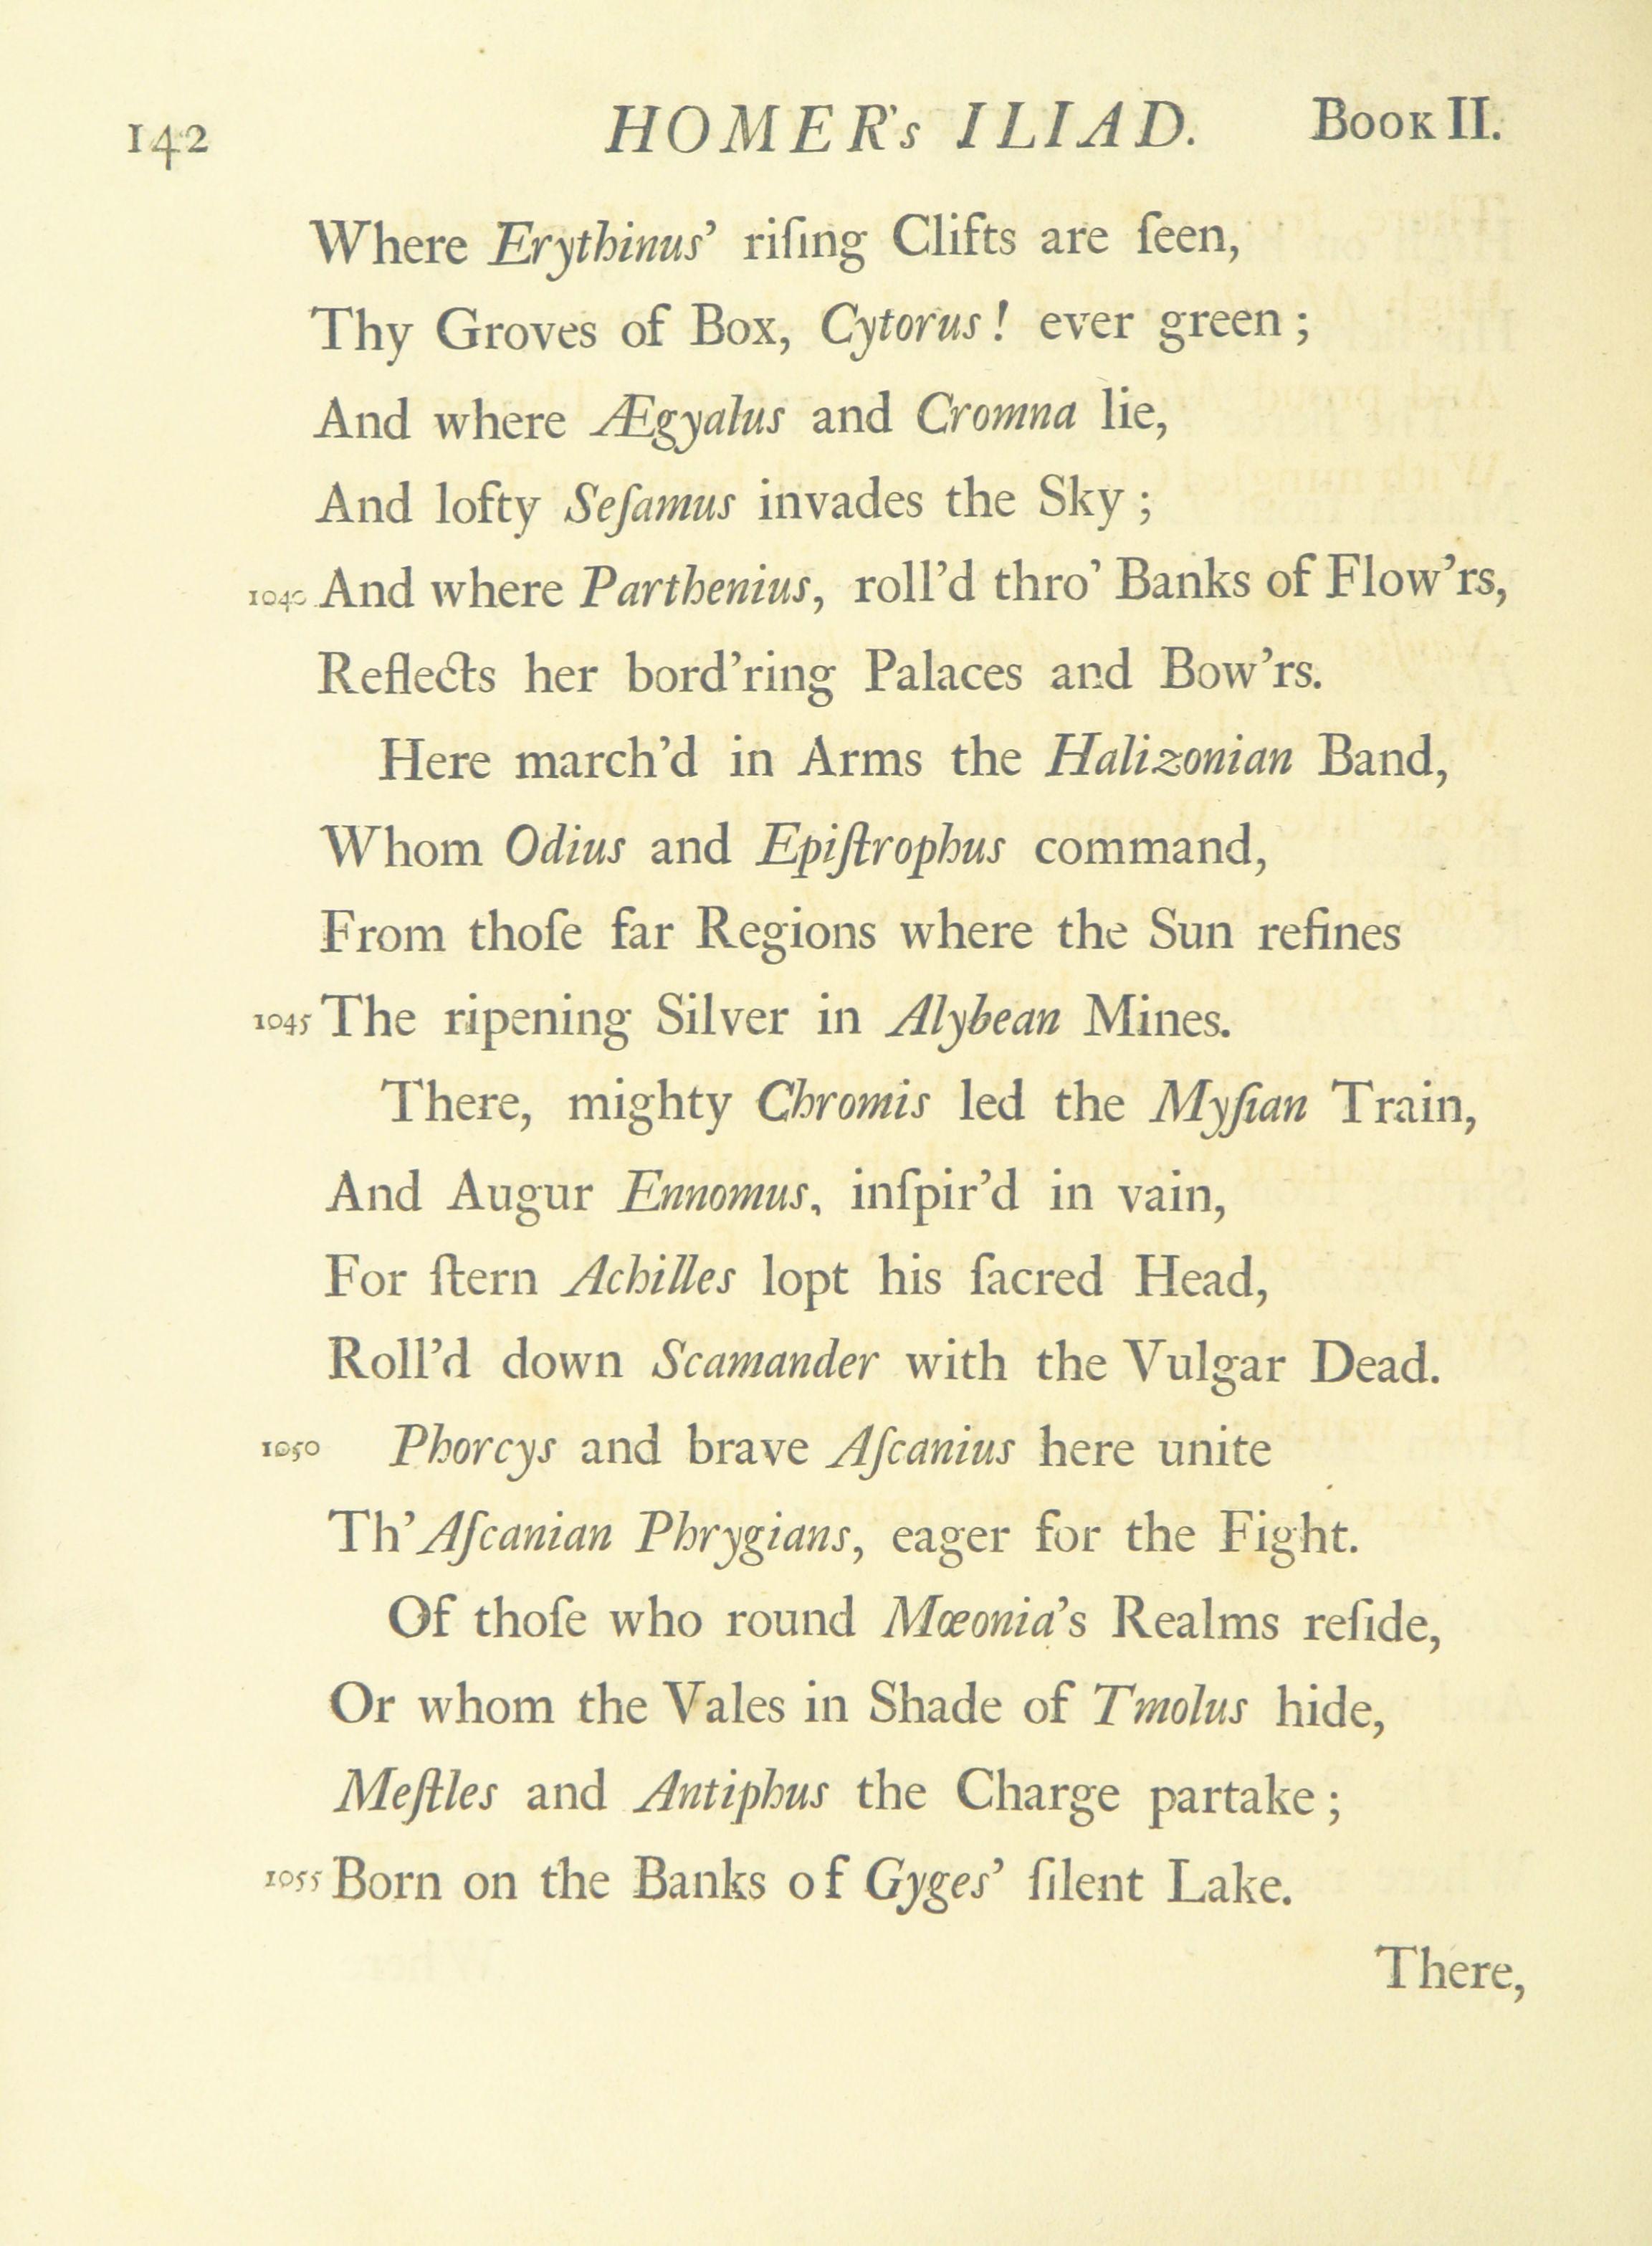 142 HOMER's ILIAD. BOOK II.
Where Erythinus' riſing Clifts are ſeen,
Thy Groves of Box, Cytorus! ever green;
And where Ægyalus and Cromna lie,
And lofty Seſamus invades the Sky;
1040 And where Parthenius, roll'd thro' Banks of Flow'rs,
Reflects her bord'ring Palaces and Bow'rs.
Here march'd in Arms the Halizonian Band,
Whom Odius and Epiſtrophus command,
From thoſe far Regions where the Sun refines
1045 The ripening Silver in Alybean Mines.
There, mighty Chromis led the Myſian Train,
And Augur Ennomus, inſpir'd in vain,
For ſtern Achilles lopt his ſacred Head,
Roll'd down Scamander with the Vulgar Dead.
1050 Phorcys and brave Aſcanius here unite
Th' Aſcanian Phrygians, eager for the Fight.
Of thoſe who round Mœonia's Realms reſide,
Or whom the Vales in Shade of Tmolus hide,
Meſtles and Antiphus the Charge partake;
1055 Born on the Banks of Gyges' ſilent Lake.
There,